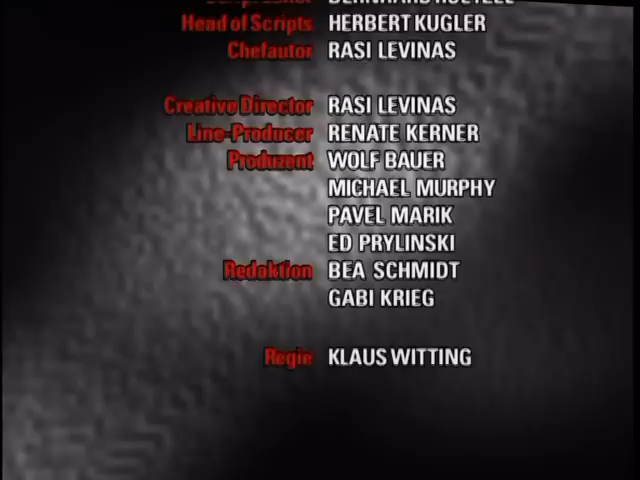 Head of Scripts HERBERT KUGLER
Chefautor RASI LEVINAS
Creative Director RASI LEVINAS
Line-Producer RENATE KERNER
Produzent WOLF BAUER
MICHAEL MURPHY
PAVEL MARIK
ED PRYLINSKI
Redaktion BEA SCHMIDT
GABI KRIEG
Regie KLAUS WITTING